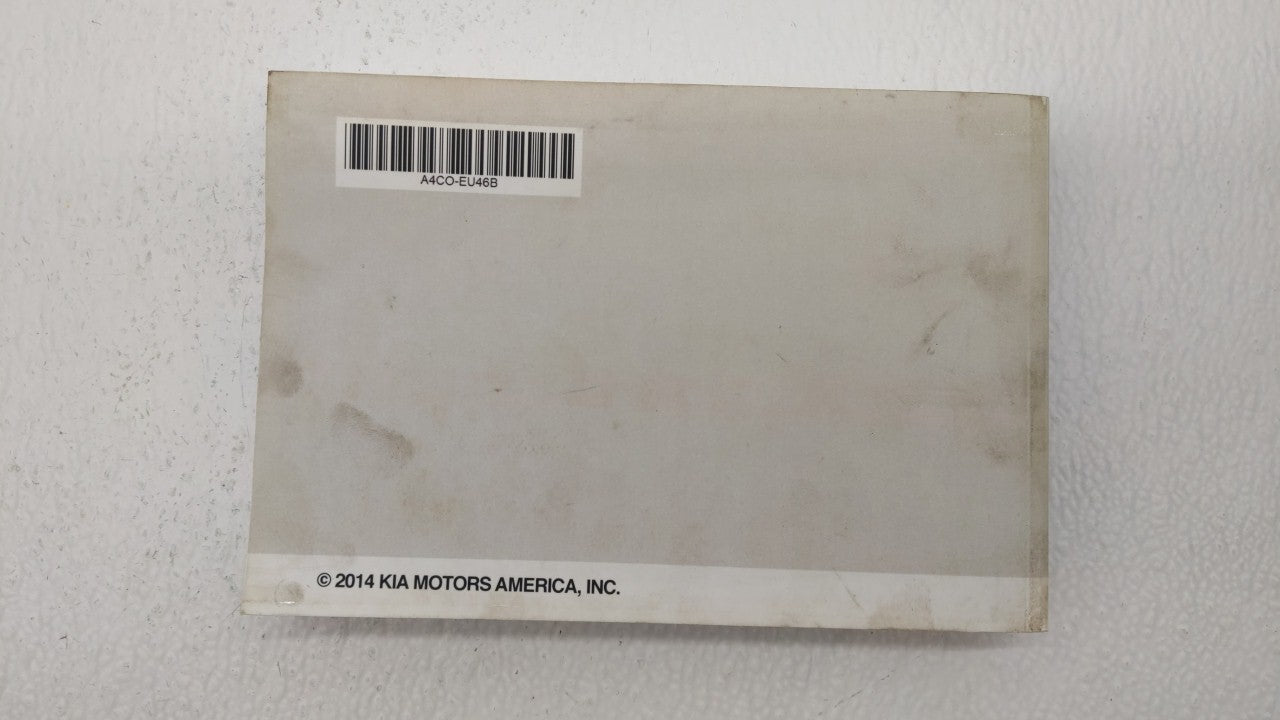 A4CO-EU46B
© 2014 KIA MOTORS AMERICA, INC.